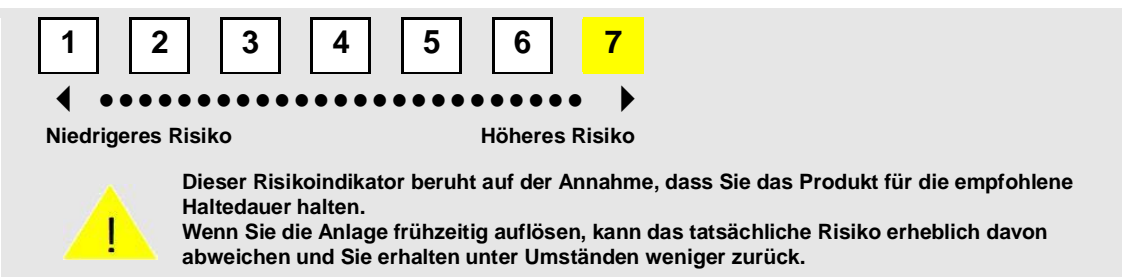 1 2 3 4 5 6 7
Niedrigeres Risiko Höheres Risiko
Dieser Risikoindikator beruht auf der Annahme, dass Sie das Produkt für die empfohlene
Haltedauer halten.
Wenn Sie die Anlage frühzeitig auflösen, kann das tatsächliche Risiko erheblich davon
abweichen und Sie erhalten unter Umständen weniger zurück.
!